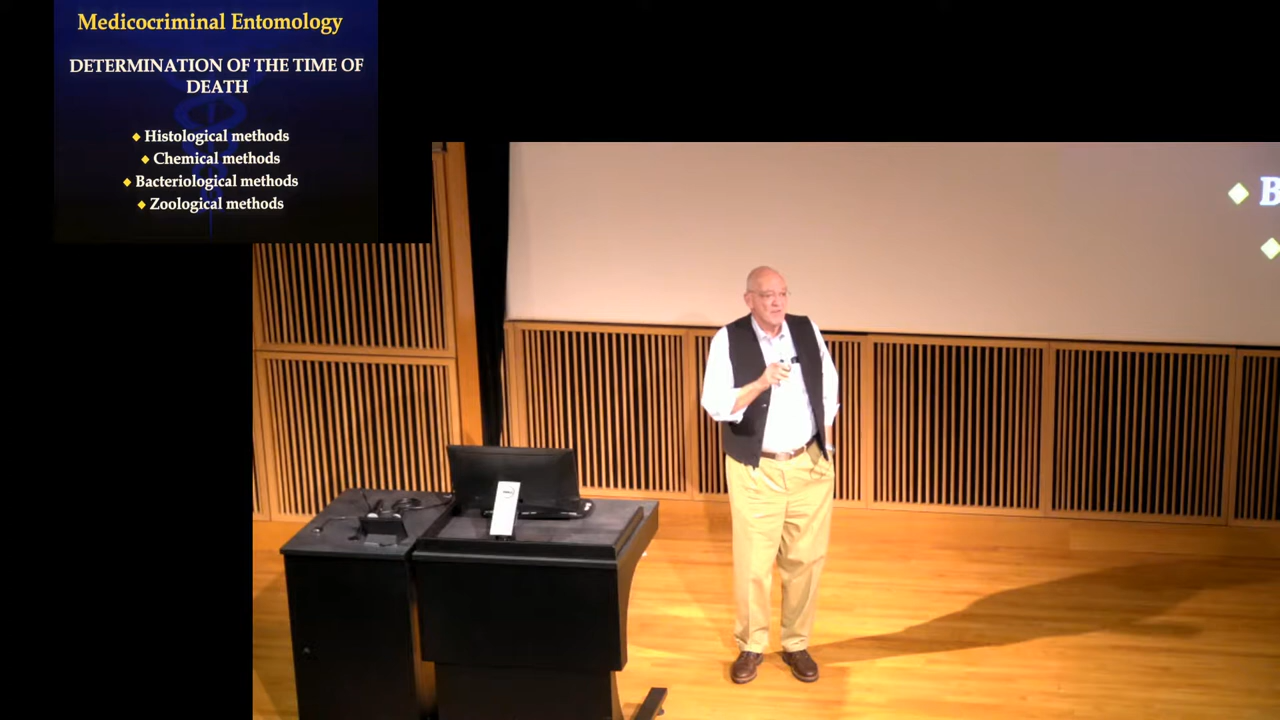 Medicocriminal Entomology
DETERMINATION OF THE TIME OF
DEATH
◆ Histological methods
◆ Chemical methods
◆ Bacteriological methods
◆ Zoological methods
◆ B
◆